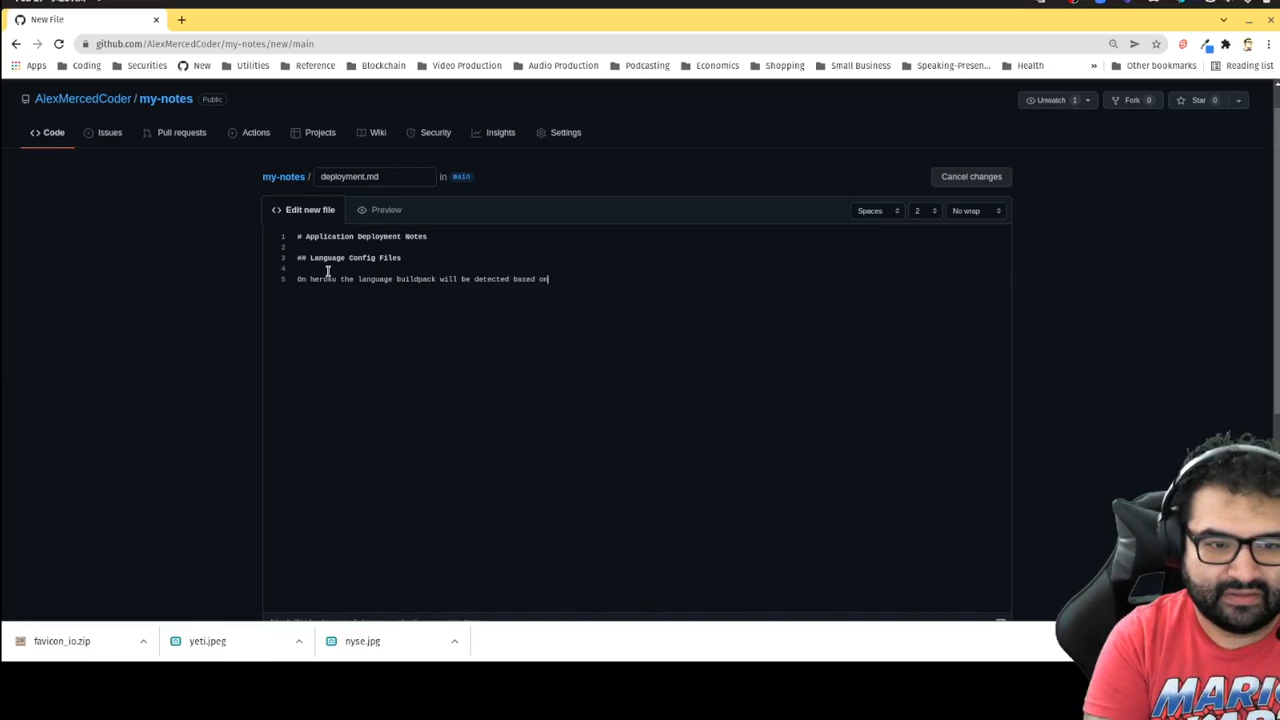 New File
github.com/AlexMercedCoder/my-notes/new/main
Apps Coding Securities New Utilities Reference Blockchain Video Production Audio Production Podcasting Economics Shopping Small Business Speaking-Presen... Health » Other bookmarks Reading list
AlexMercedCoder / my-notes Public
Unwatch 1 Fork 0 Star 0
<> Code Issues Pull requests Actions Projects Wiki Security Insights Settings
my-notes / deployment.md in main Cancel changes
<> Edit new file Preview Spaces 2 No wrap
1 # Application Deployment Notes
2
3 ## Language Config Files
4
5 On heroku the language buildpack will be detected based on
favicon_io.zip yeti.jpeg nyse.jpg
MARIO